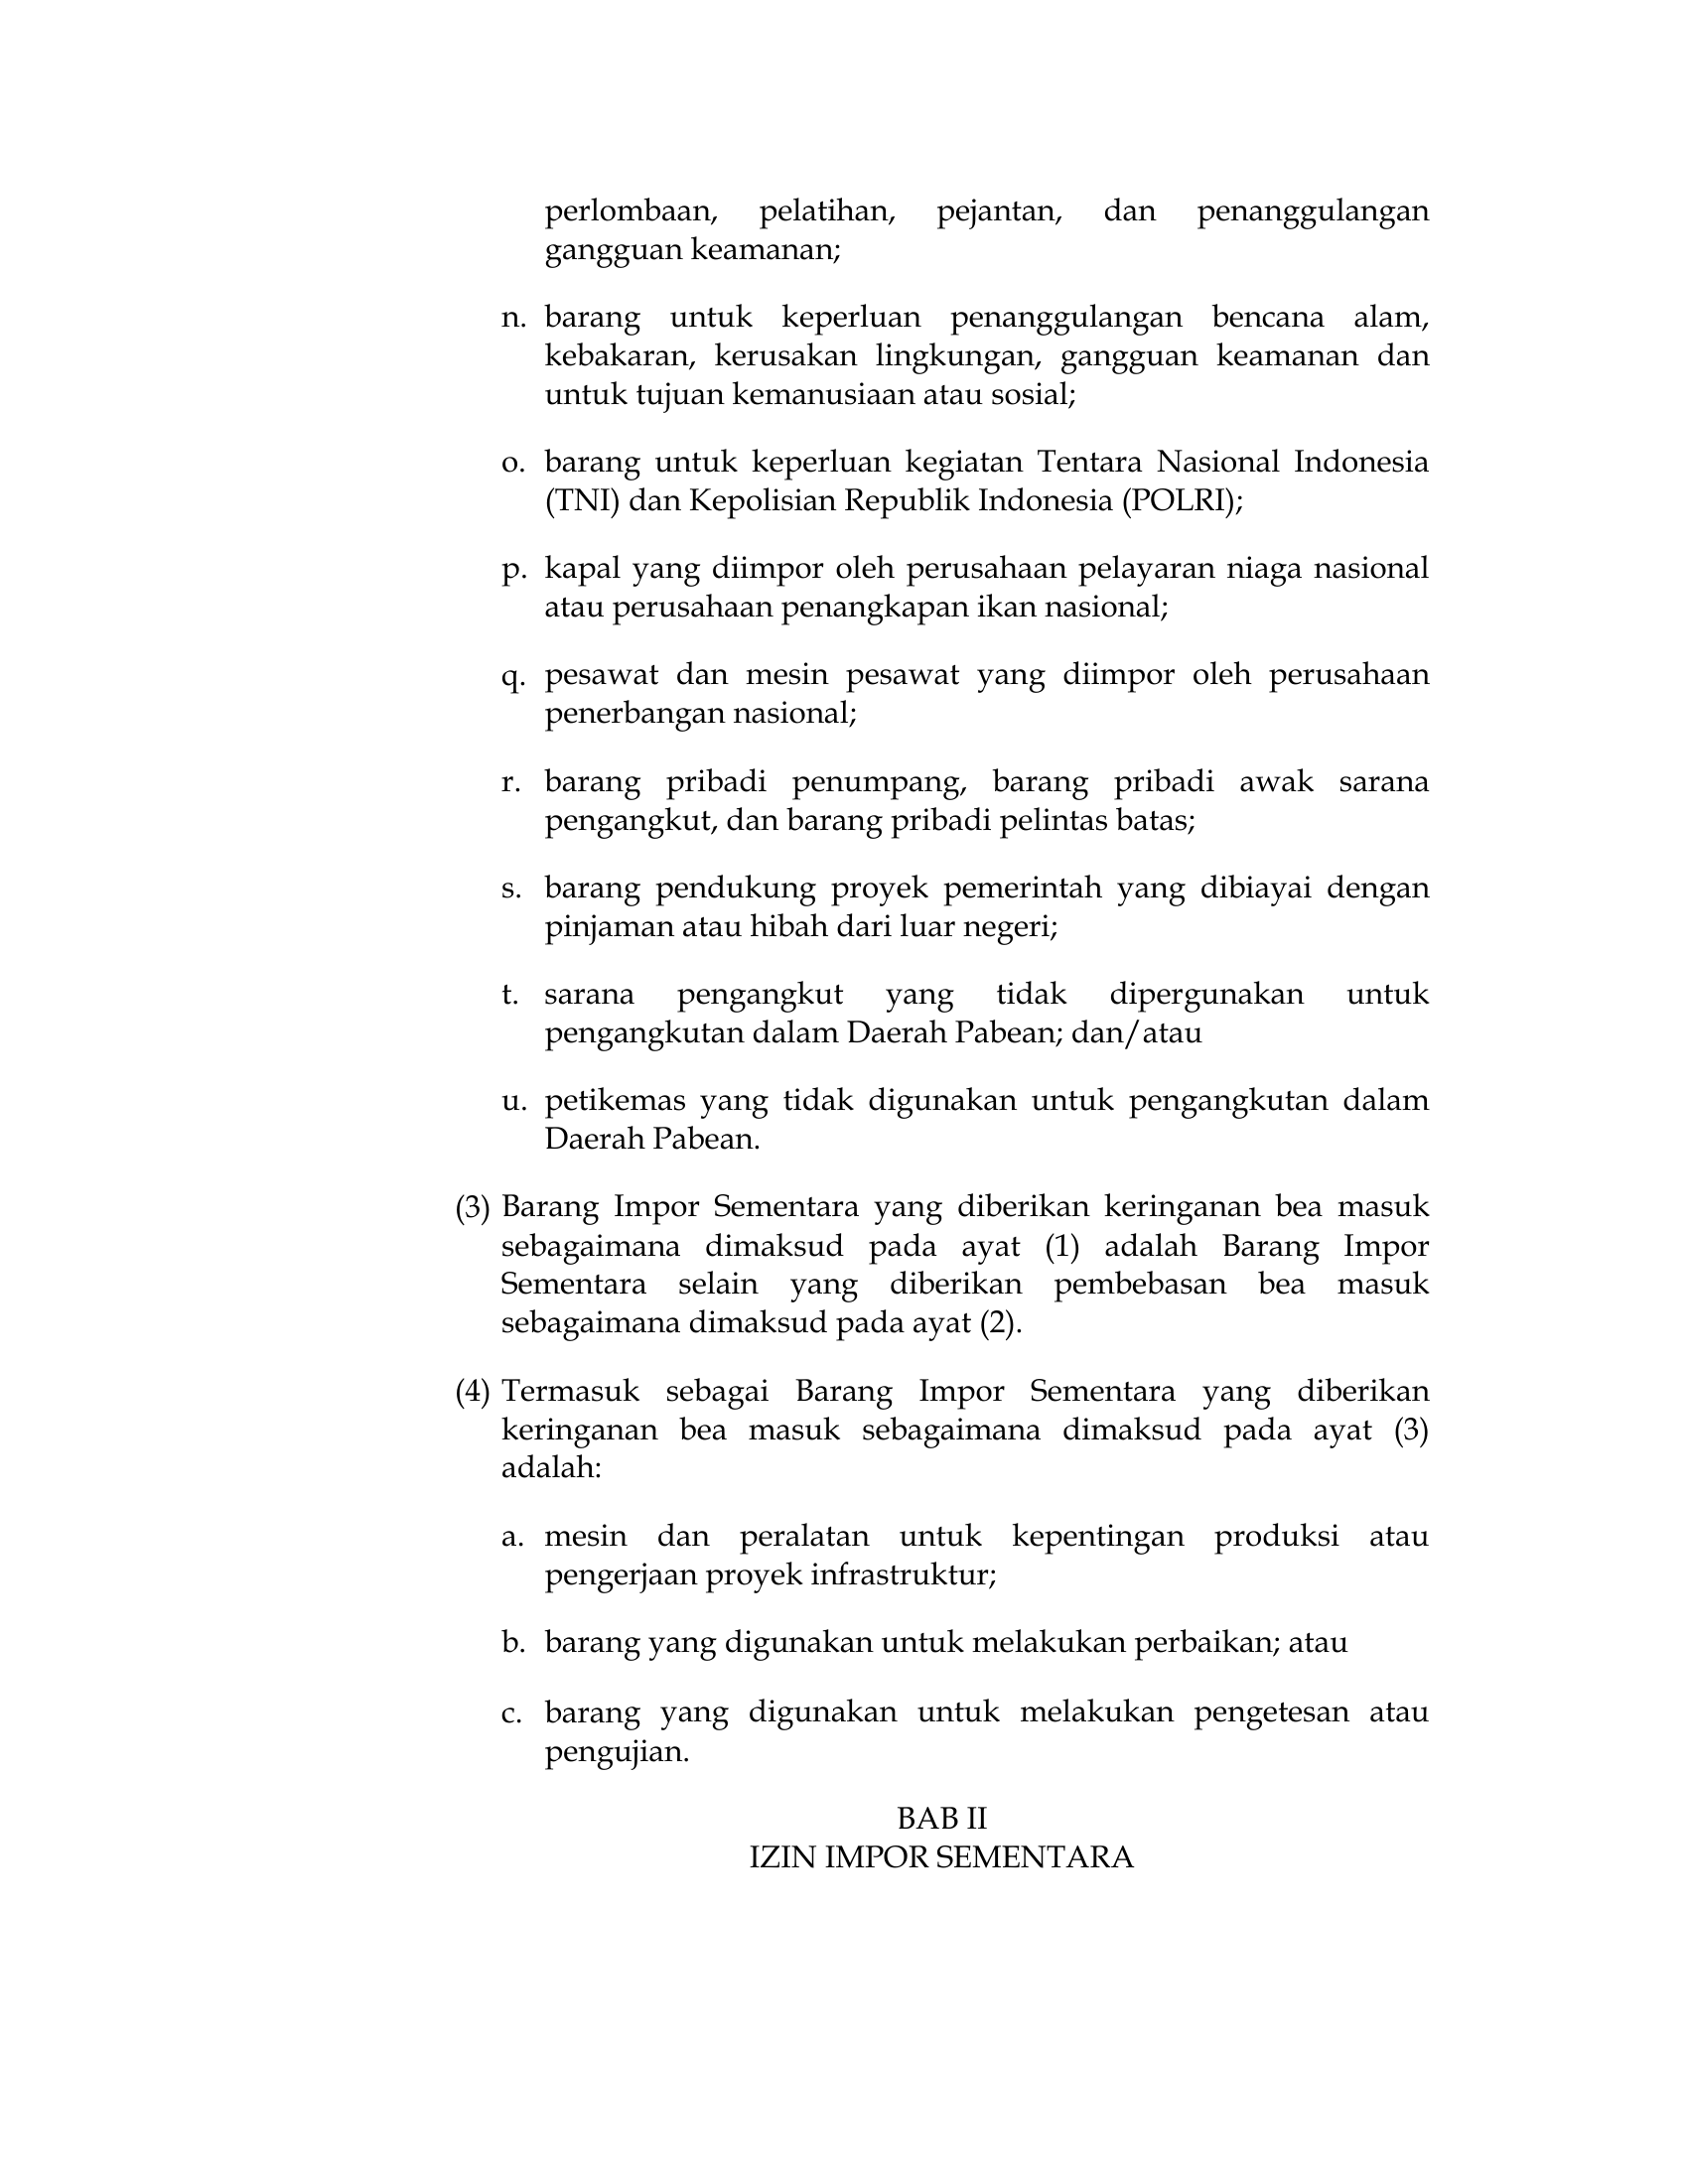 perlombaan, pelatihan, pejantan, dan penanggulangan
gangguan keamanan;
n. barang untuk keperluan penanggulangan bencana alam,
kebakaran, kerusakan lingkungan, gangguan keamanan dan
untuk tujuan kemanusiaan atau sosial;
o. barang untuk keperluan kegiatan Tentara Nasional Indonesia
(TNI) dan Kepolisian Republik Indonesia (POLRI);
p. kapal yang diimpor oleh perusahaan pelayaran niaga nasional
atau perusahaan penangkapan ikan nasional;
q. pesawat dan mesin pesawat yang diimpor oleh perusahaan
penerbangan nasional;
r. barang pribadi penumpang, barang pribadi awak sarana
pengangkut, dan barang pribadi pelintas batas;
s. barang pendukung proyek pemerintah yang dibiayai dengan
pinjaman atau hibah dari luar negeri;
t. sarana pengangkut yang tidak dipergunakan untuk
pengangkutan dalam Daerah Pabean; dan/atau
u. petikemas yang tidak digunakan untuk pengangkutan dalam
Daerah Pabean.
(3) Barang Impor Sementara yang diberikan keringanan bea masuk
sebagaimana dimaksud pada ayat (1) adalah Barang Impor
Sementara selain yang diberikan pembebasan bea masuk
sebagaimana dimaksud pada ayat (2).
(4) Termasuk sebagai Barang Impor Sementara yang diberikan
keringanan bea masuk sebagaimana dimaksud pada ayat (3)
adalah:
a. mesin dan peralatan untuk kepentingan produksi atau
pengerjaan proyek infrastruktur;
b. barang yang digunakan untuk melakukan perbaikan; atau
c. barang yang digunakan untuk melakukan pengetesan atau
pengujian.
BAB II
IZIN IMPOR SEMENTARA